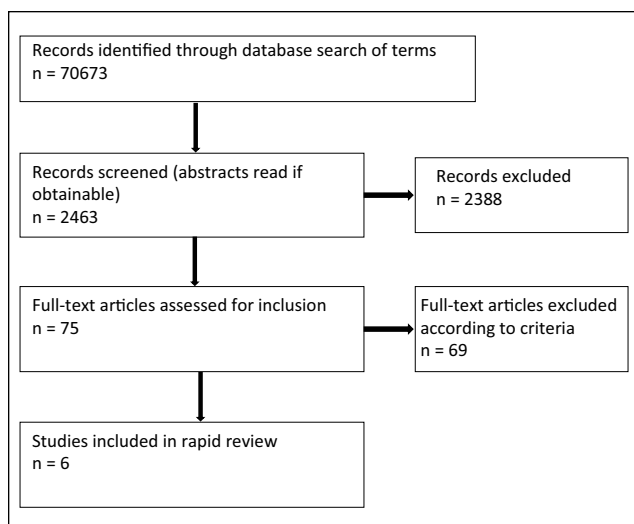 Records identified through database search of terms
n = 70673
Records screened (abstracts read if
obtainable)
n = 2463
Records excluded
n = 2388
Full-text articles assessed for inclusion
n = 75
Full-text articles excluded
according to criteria
n = 69
Studies included in rapid review
n = 6